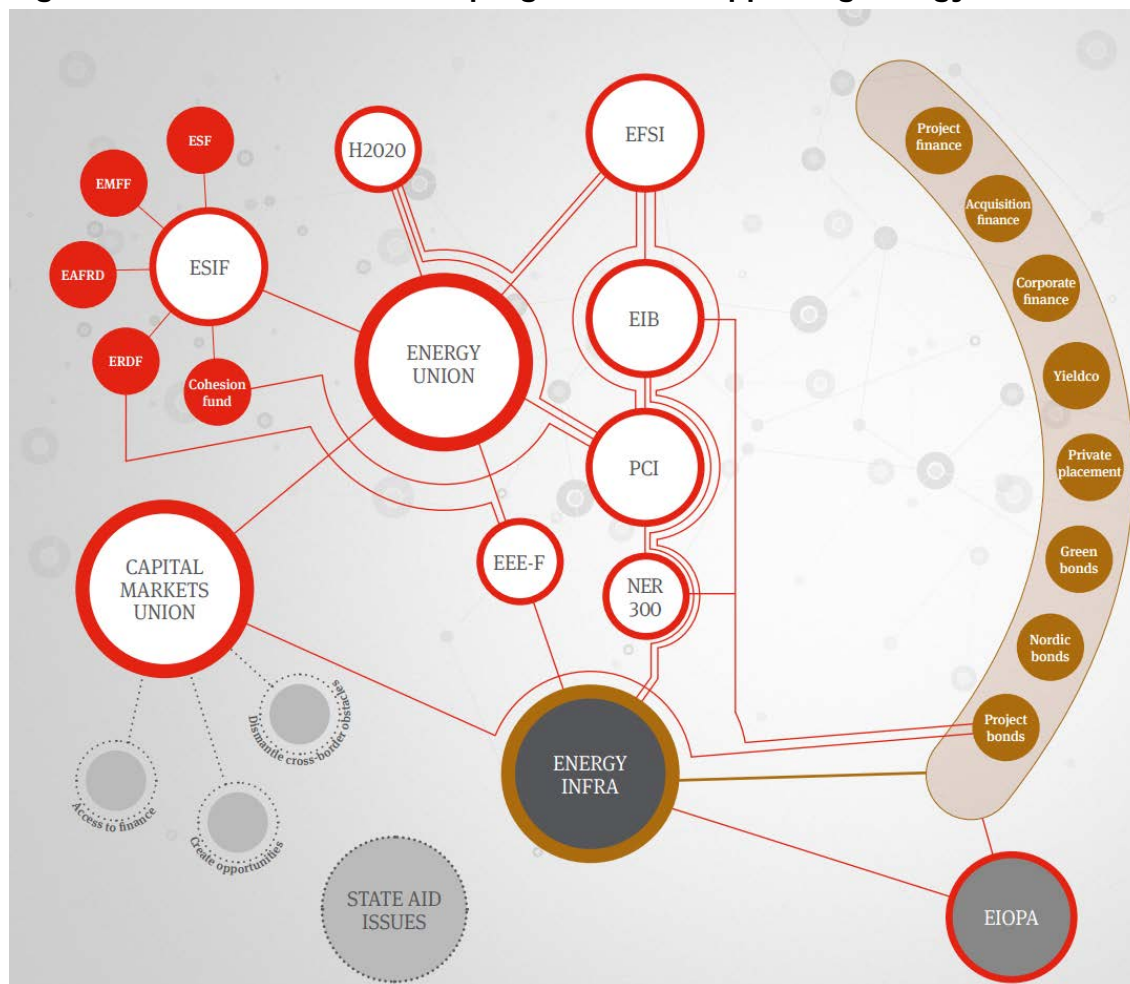 ESF
EMFF
EAFRD
ERDF
Cohesion
fund
ESIF
H2020
EFSI
EIB
ENERGY
UNION
PCI
EEE-F
NER
300
CAPITAL
MARKETS
UNION
Dismantle cross-border obstacles
Access to finance
Create opportunities
STATE AID
ISSUES
ENERGY
INFRA
EIOPA
Project
finance
Acquisition
finance
Corporate
finance
Yieldco
Private
placement
Green
bonds
Nordic
bonds
Project
bonds